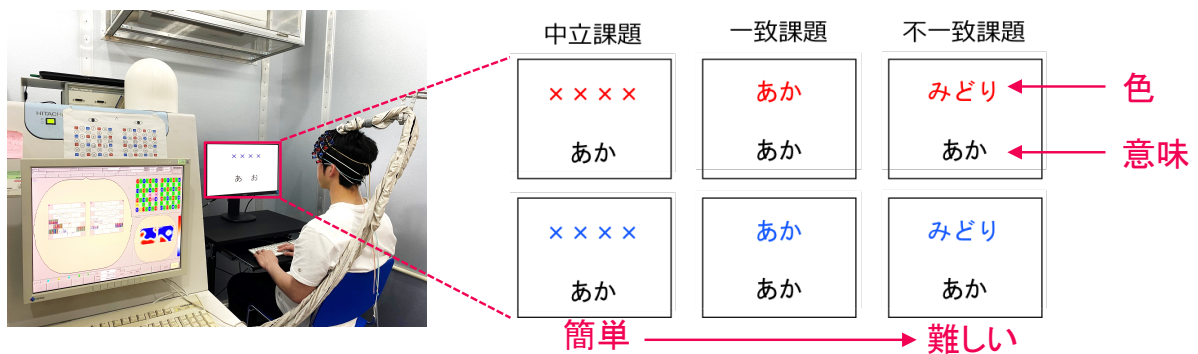 中立課題
一致課題
不一致課題
××××
あか
あか
あか
みどり
あか
色
意味
××××
あか
あか
あか
みどり
あか
簡単
難しい
HITACHI
××××
あ お